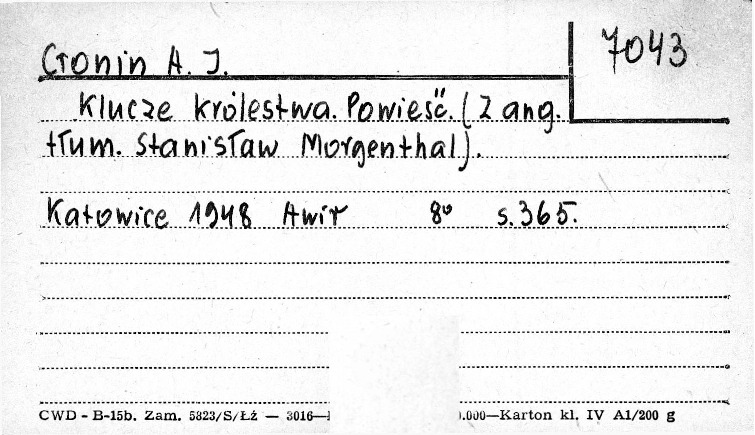 7043
Cronin A. J.
Klucze królestwa. Powieść. (Z ang.
tłum. Stanisław Morgenthal).
Katowice 1948 Awir 8° s. 365.
CWD - B-15b. Zam. 5823/S/Łż — 3016— .000—Karton kl. IV A1/200 g